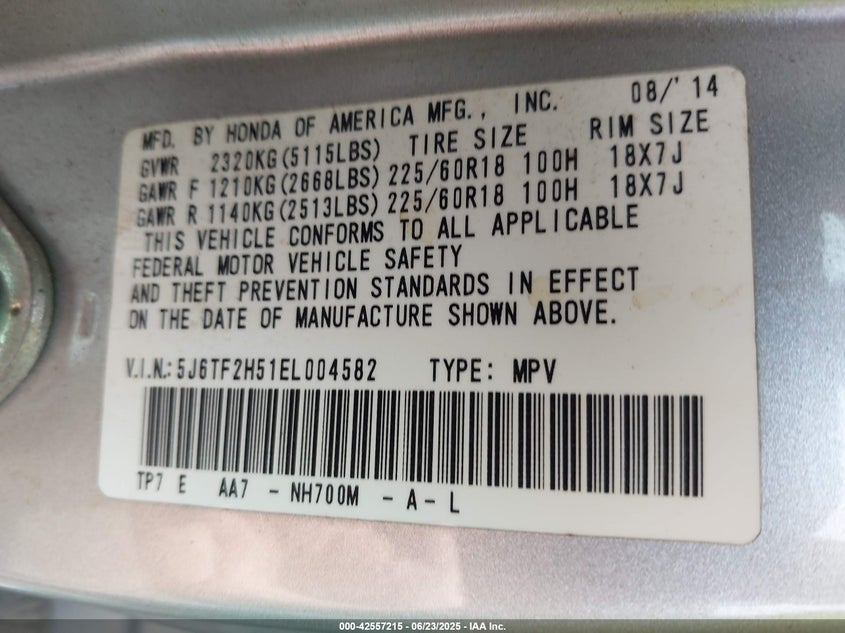 MFD. BY HONDA OF AMERICA MFG., INC. 08/'14
GVWR 2320KG(5115LBS) TIRE SIZE RIM SIZE
GAWR F 1210KG(2668LBS) 225/60R18 100H 18X7J
GAWR R 1140KG(2513LBS) 225/60R18 100H 18X7J
THIS VEHICLE CONFORMS TO ALL APPLICABLE
FEDERAL MOTOR VEHICLE SAFETY
AND THEFT PREVENTION STANDARDS IN EFFECT
ON THE DATE OF MANUFACTURE SHOWN ABOVE.
V.I.N.: 5J6TF2H51EL004582 TYPE: MPV
TP7 E AA7 - NH700M - A - L
000-42557215 - 06/23/2025 - IAA Inc.